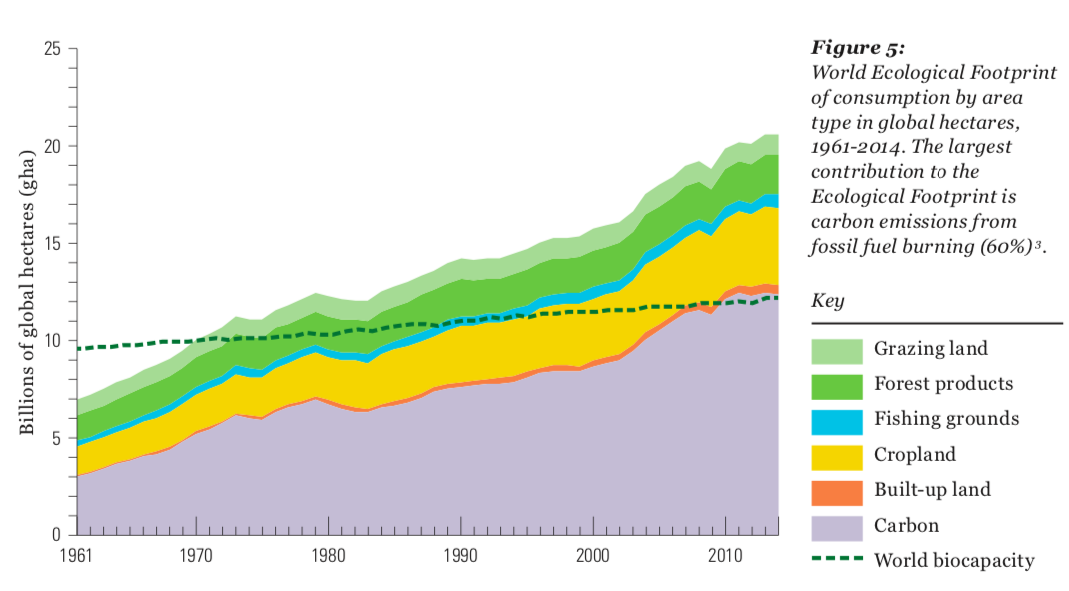 Billions of global hectares (gha)
25
20
15
10
5
0
1961
1970
1980
1990
2000
2010
Figure 5:
World Ecological Footprint
of consumption by area
type in global hectares,
1961-2014. The largest
contribution to the
Ecological Footprint is
carbon emissions from
fossil fuel burning (60%)³.
Key
Grazing land
Forest products
Fishing grounds
Cropland
Built-up land
Carbon
World biocapacity